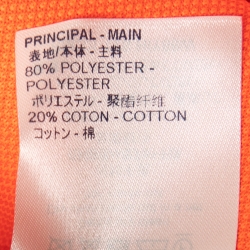 PRINCIPAL - MAIN
表地/本体 - 主料
80% POLYESTER -
POLYESTER
ポリエステル - 聚酯纤维
20% COTON - COTTON
コットン - 棉